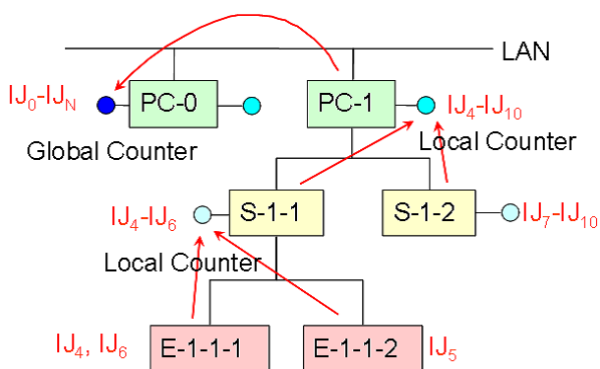 LAN
IJ₀-IJ_N PC-0 PC-1 IJ₄-IJ₁₀
Global Counter Local Counter
IJ₄-IJ₆ S-1-1 S-1-2 IJ₇-IJ₁₀
Local Counter
IJ₄, IJ₆ E-1-1-1 E-1-1-2 IJ₅